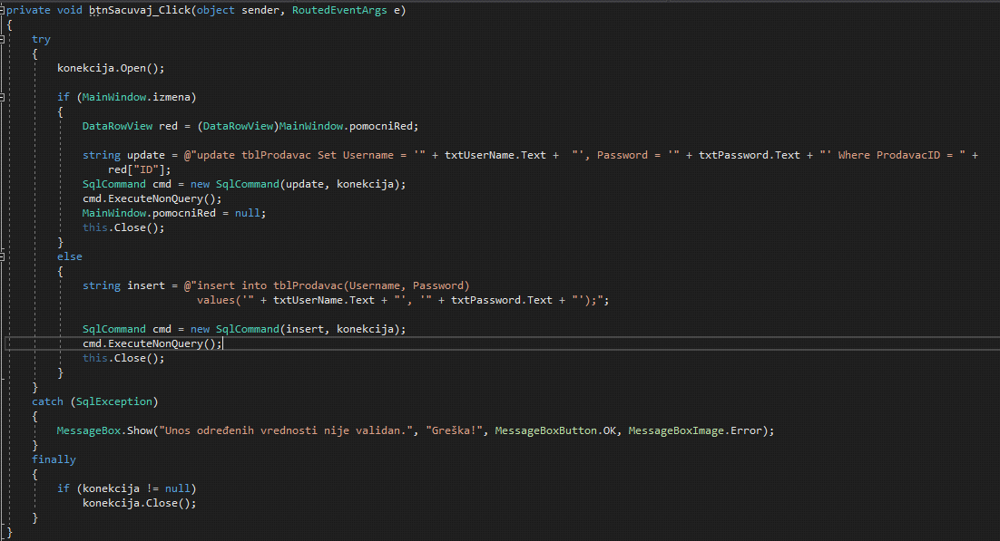 private void btnSacuvaj_Click(object sender, RoutedEventArgs e)
{
    try
    {
        konekcija.Open();

        if (MainWindow.izmena)
        {
            DataRowView red = (DataRowView)MainWindow.pomocniRed;

            string update = @"update tblProdavac Set Username = '" + txtUserName.Text +  "', Password = '" + txtPassword.Text + "' Where ProdavacID = " +
                red["ID"];
            SqlCommand cmd = new SqlCommand(update, konekcija);
            cmd.ExecuteNonQuery();
            MainWindow.pomocniRed = null;
            this.Close();
        }
        else
        {
            string insert = @"insert into tblProdavac(Username, Password)
                              values('" + txtUserName.Text + "', '" + txtPassword.Text + "');";

            SqlCommand cmd = new SqlCommand(insert, konekcija);
            cmd.ExecuteNonQuery();
            this.Close();
        }
    }
    catch (SqlException)
    {
        MessageBox.Show("Unos određenih vrednosti nije validan.", "Greška!", MessageBoxButton.OK, MessageBoxImage.Error);
    }
    finally
    {
        if (konekcija != null)
            konekcija.Close();
    }
}